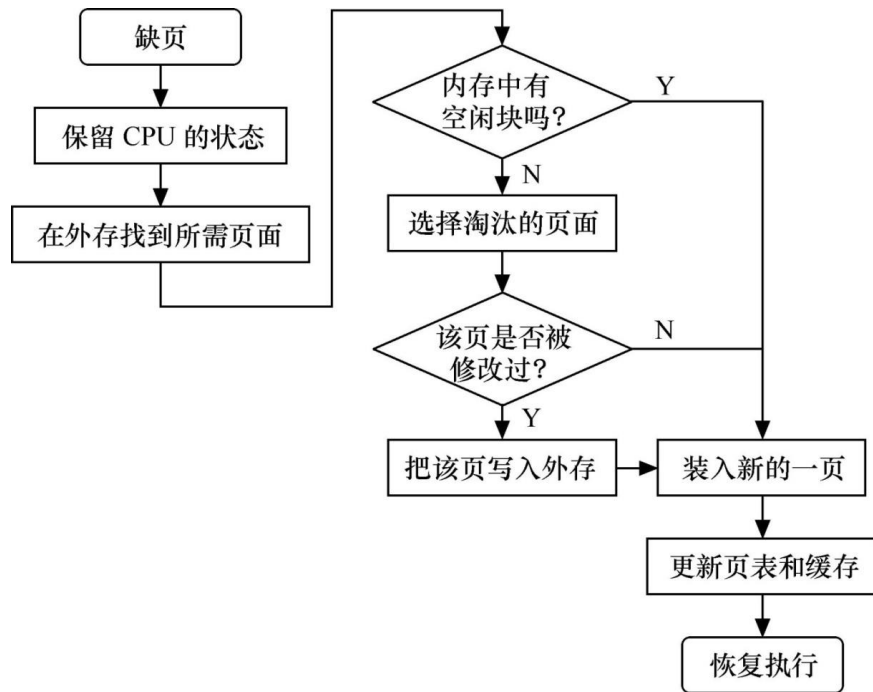 缺页
保留 CPU 的状态
在外存找到所需页面
内存中有
空闲块吗？
Y
N
选择淘汰的页面
该页是否被
修改过？
N
Y
把该页写入外存
装入新的一页
更新页表和缓存
恢复执行